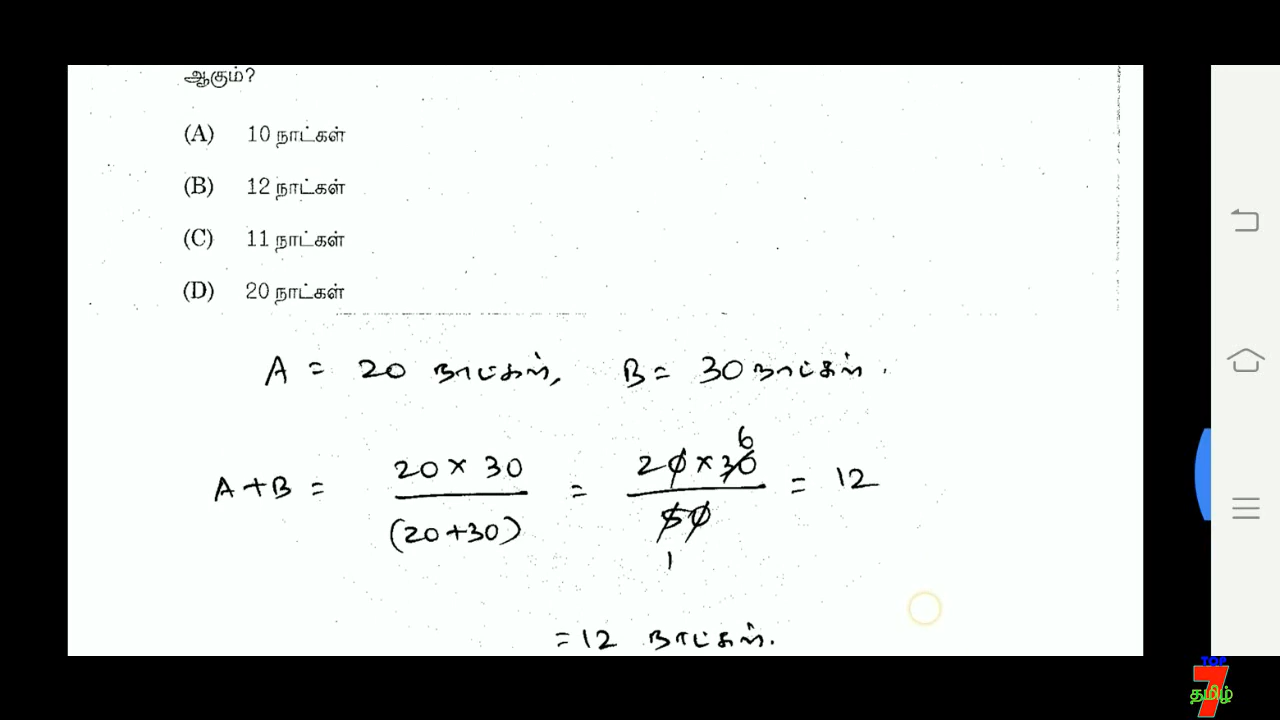 ஆகும்?
(A) 10 நாட்கள்
(B) 12 நாட்கள்
(C) 11 நாட்கள்
(D) 20 நாட்கள்
A = 20 நாட்கள், B = 30 நாட்கள்.
A+B = 20 × 30 / (20+30) = 20 × 30 6 / 50 1 = 12
= 12 நாட்கள்.
TOP
7
தமிழ்